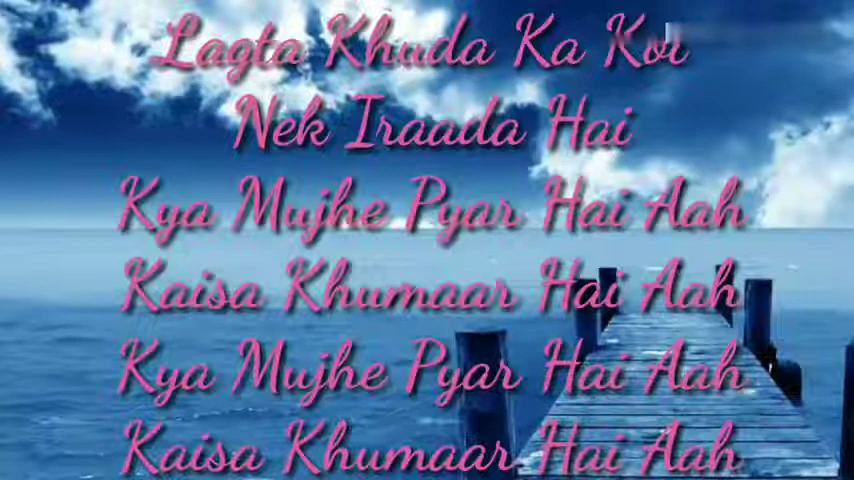 Lagta Khuda Ka Koi
Nek Iraada Hai
Kya Mujhe Pyar Hai Aah
Kaisa Khumaar Hai Aah
Kya Mujhe Pyar Hai Aah
Kaisa Khumaar Hai Aah